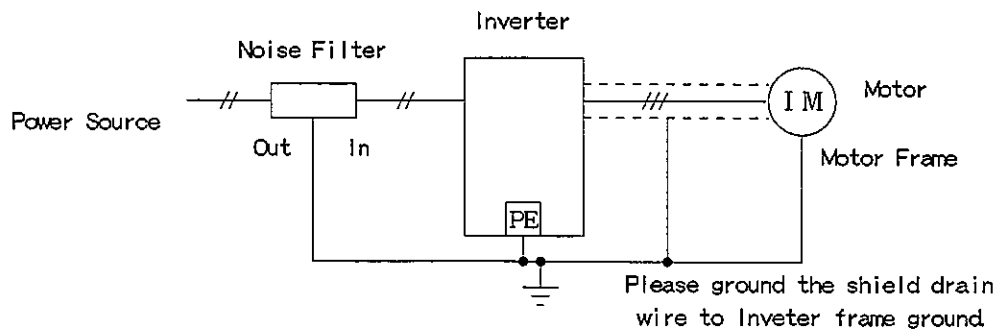 Inverter
Noise Filter
Power Source
Out In
PE
IM
Motor
Motor Frame
Please ground the shield drain
wire to Inveter frame ground